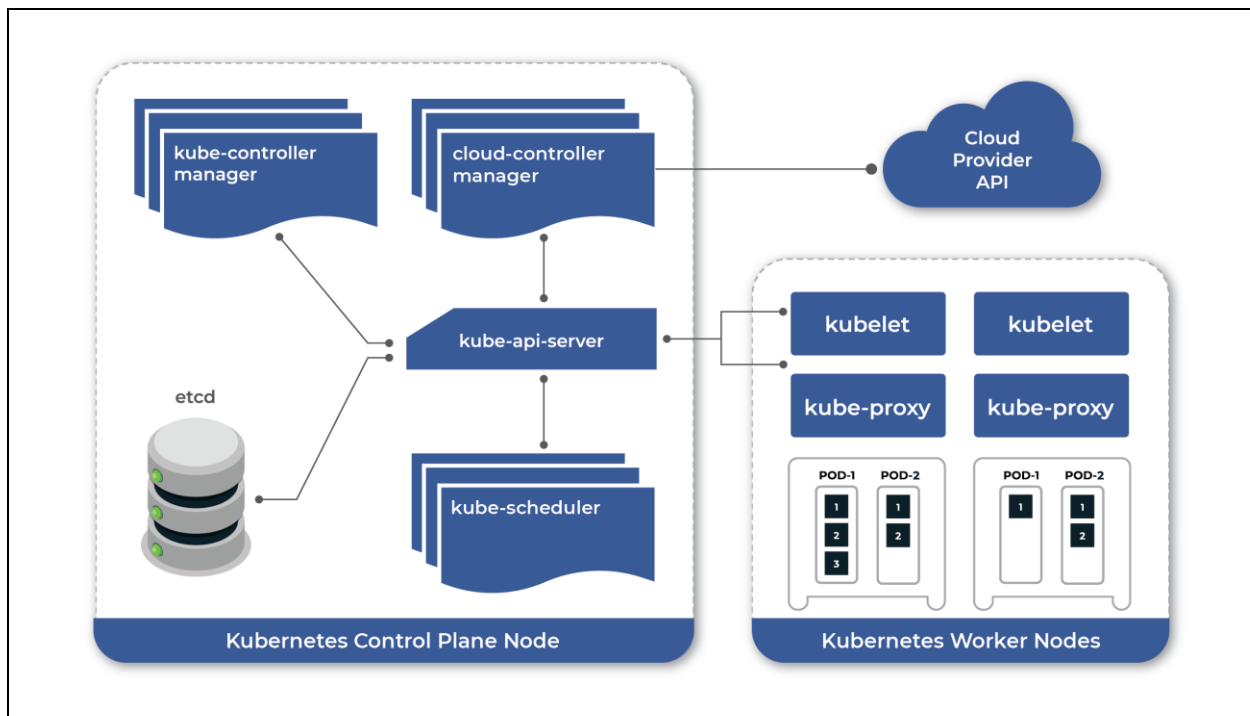 kube-controller
manager
cloud-controller
manager
Cloud
Provider
API
kube-api-server
etcd
kube-scheduler
Kubernetes Control Plane Node
kubelet
kubelet
kube-proxy
kube-proxy
POD-1
POD-2
1
2
3
1
2
POD-1
POD-2
1
1
2
Kubernetes Worker Nodes